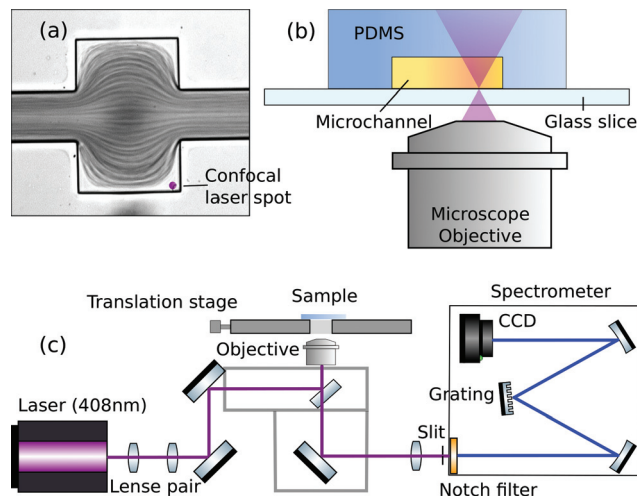 (a)
Confocal
laser spot
(b)
PDMS
Microchannel
Glass slice
Microscope
Objective
(c)
Translation stage
Sample
Objective
Laser (408nm)
Lense pair
Spectrometer
CCD
Grating
Slit
Notch filter